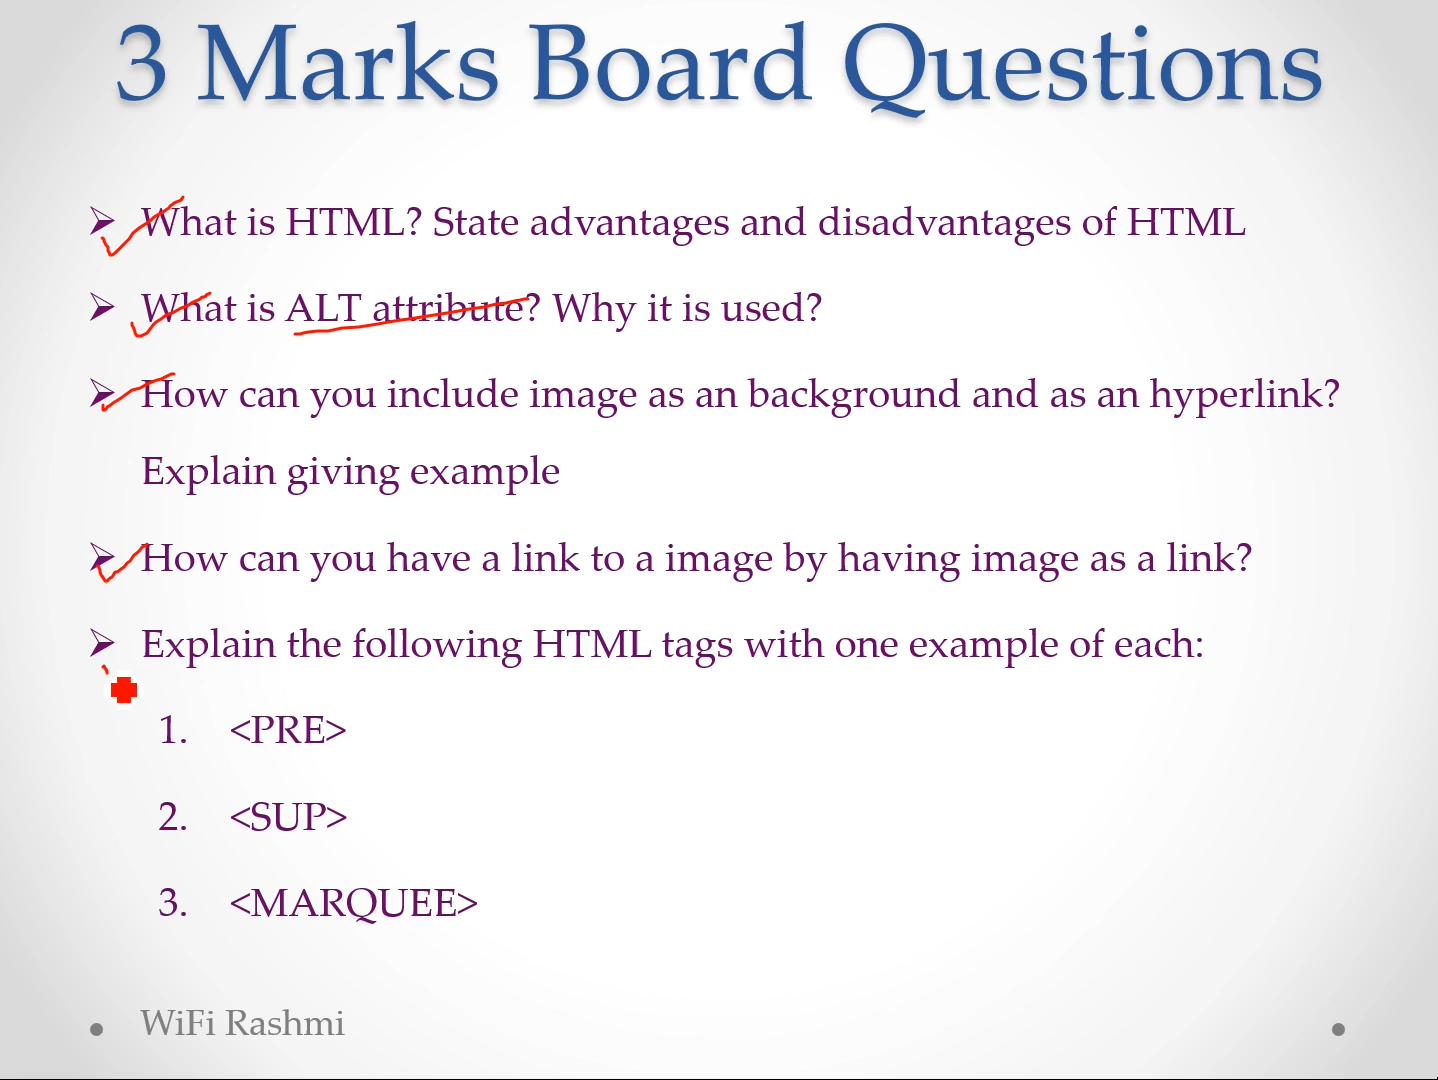 3 Marks Board Questions
What is HTML? State advantages and disadvantages of HTML
What is ALT attribute? Why it is used?
How can you include image as an background and as an hyperlink?
Explain giving example
How can you have a link to a image by having image as a link?
Explain the following HTML tags with one example of each:
1. <PRE>
2. <SUP>
3. <MARQUEE>
WiFi Rashmi